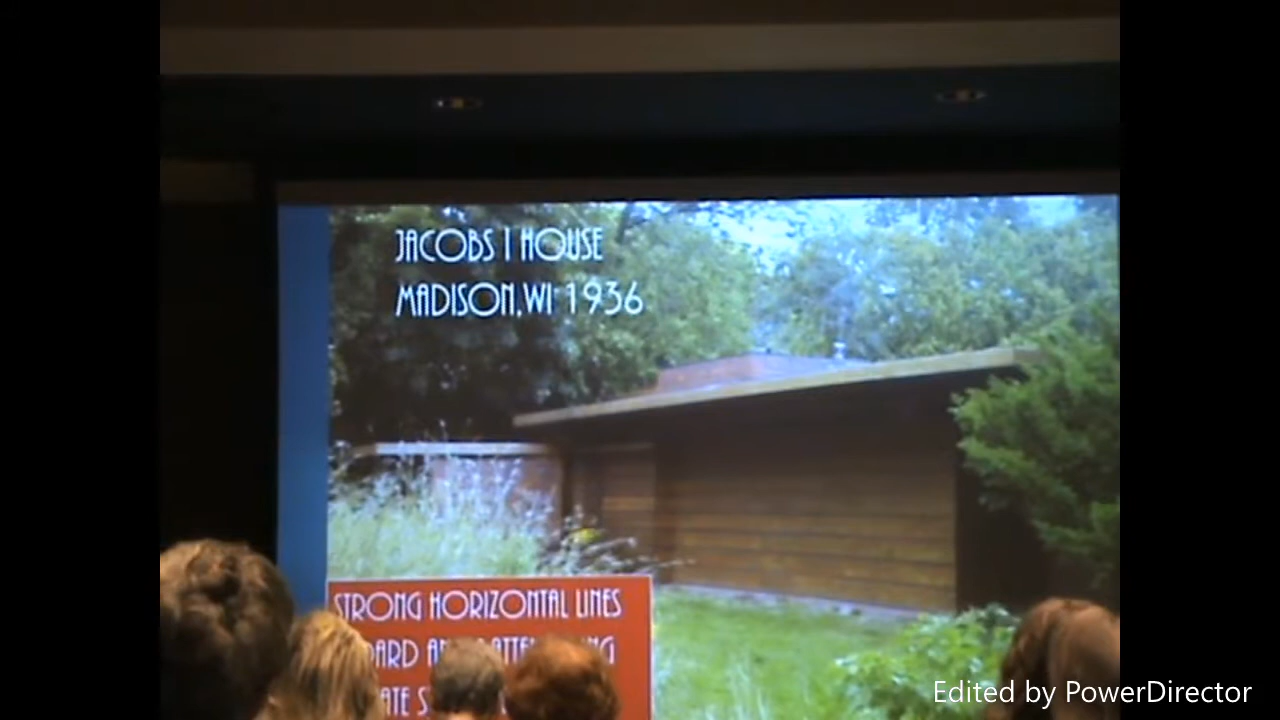 JACOBS I HOUSE
MADISON, WI 1936
STRONG HORIZONTAL LINES
Edited by PowerDirector